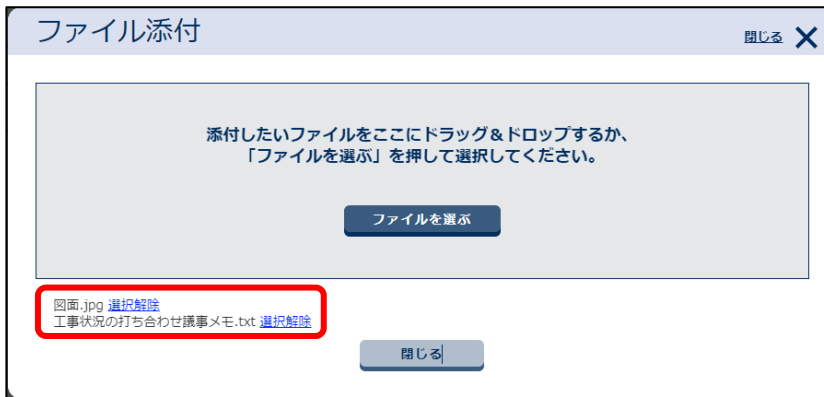 ファイル添付
閉じる
添付したいファイルをここにドラッグ＆ドロップするか、
「ファイルを選ぶ」を押して選択してください。
ファイルを選ぶ
図面.jpg 選択解除
工事状況の打ち合わせ議事メモ.txt 選択解除
閉じる